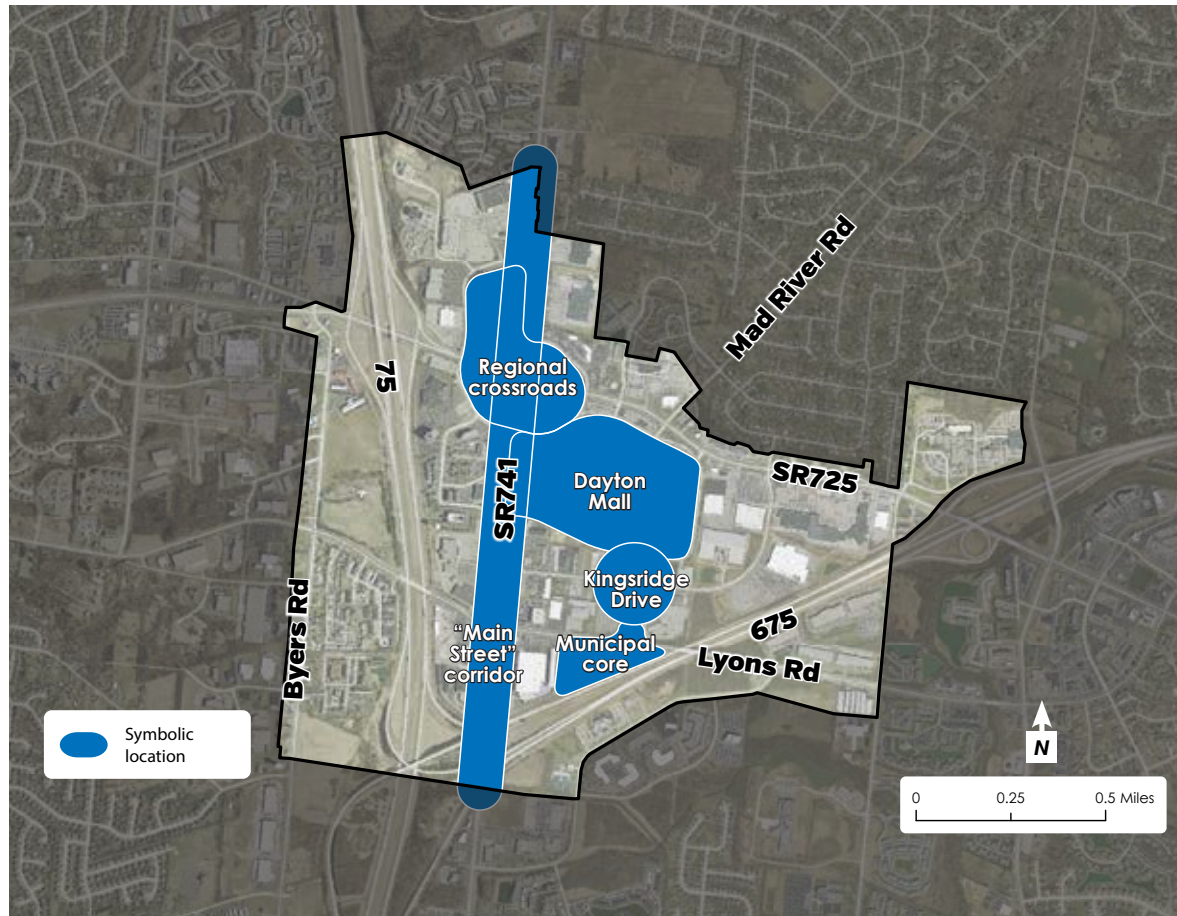 Mad River Rd
75
Regional
crossroads
SR741
Dayton
Mall
SR725
Kingsridge
Drive
Byers Rd
"Main
Street"
corridor
Municipal
core
675
Lyons Rd
Symbolic
location
N
0 0.25 0.5 Miles